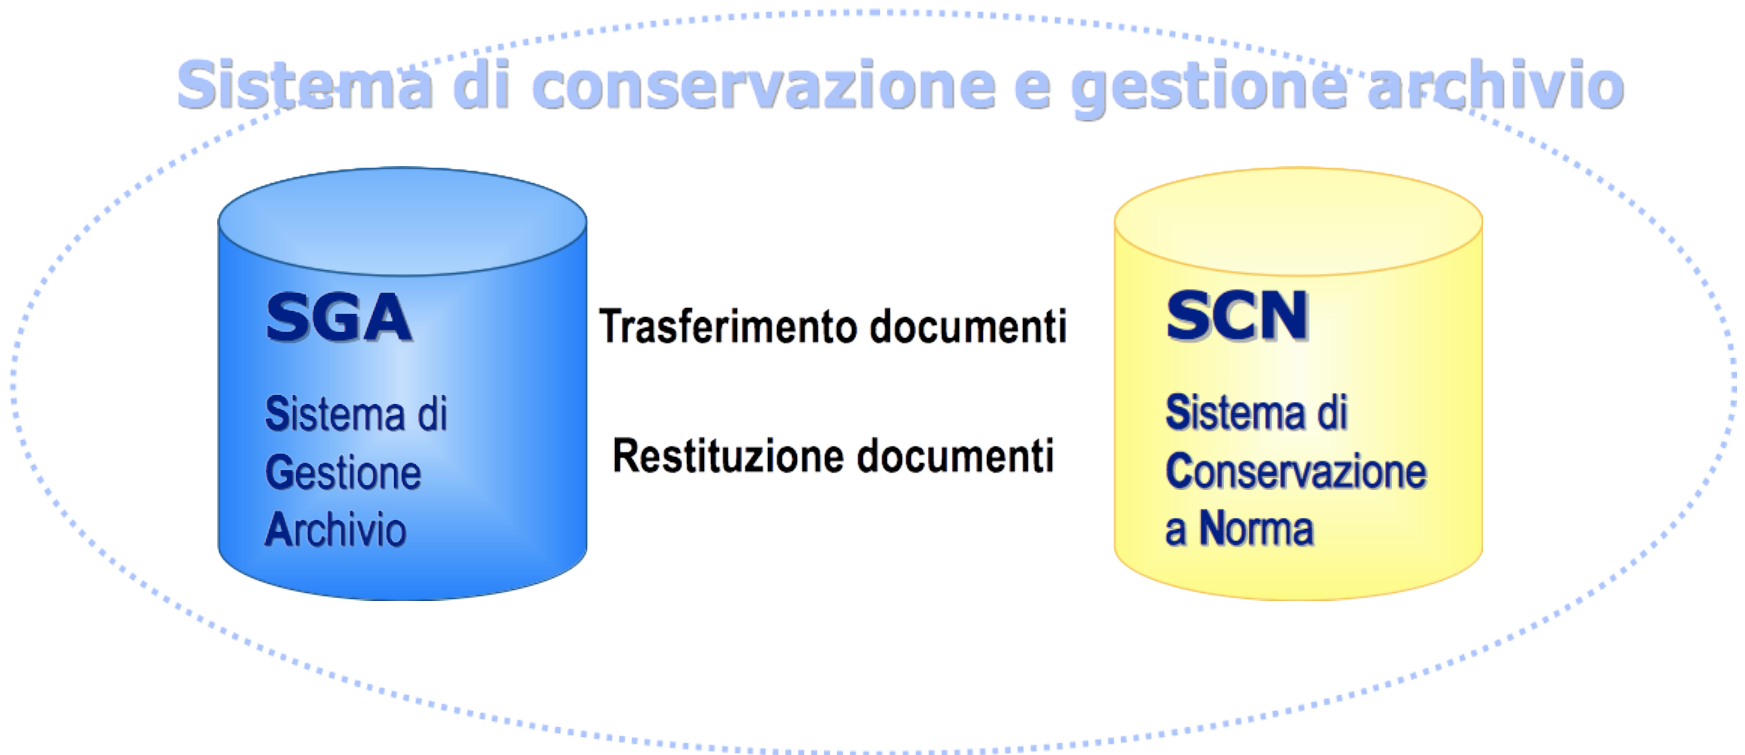 Sistema di conservazione e gestione archivio
SGA
Sistema di
Gestione
Archivio
Trasferimento documenti
Restituzione documenti
SCN
Sistema di
Conservazione
a Norma